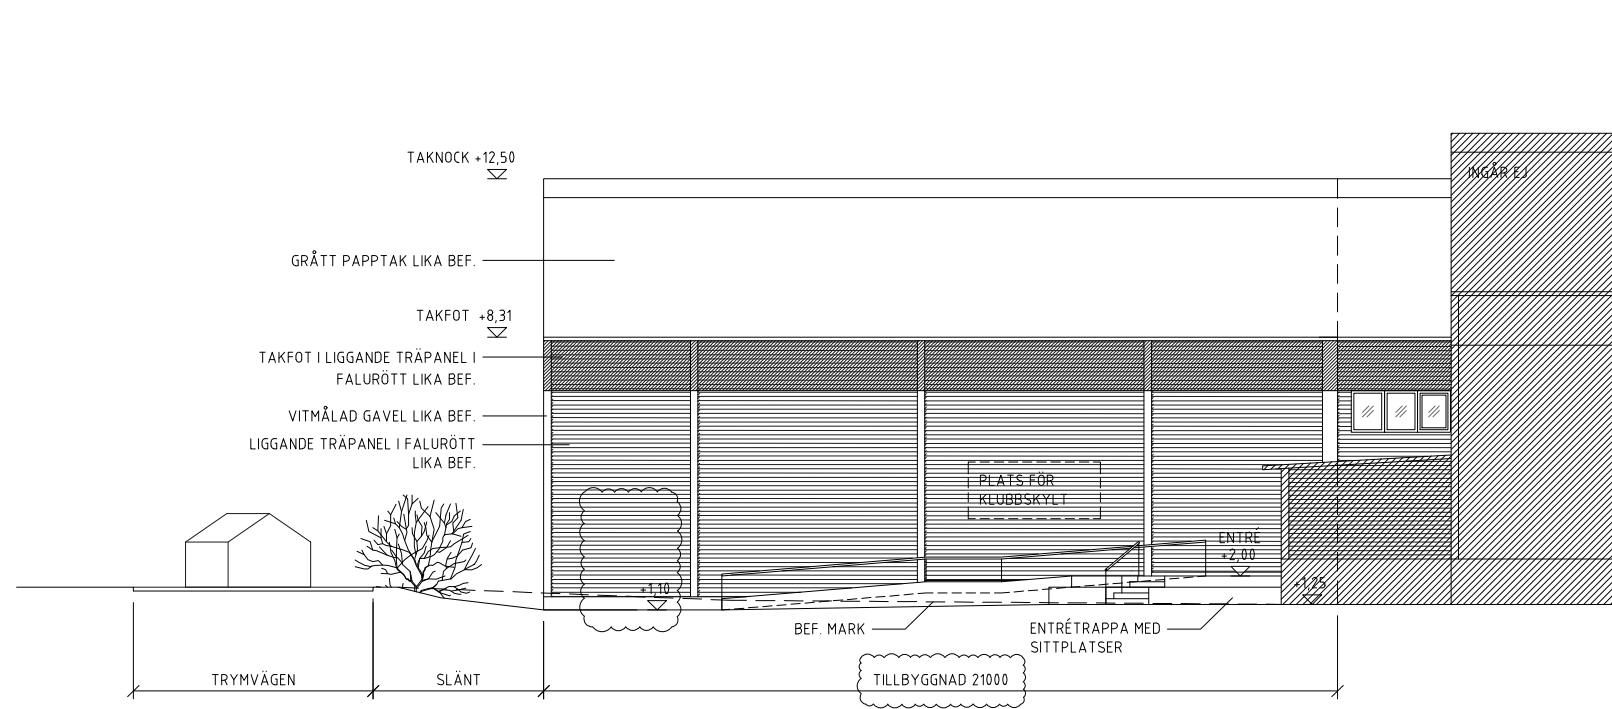 TAKNOCK +12,50
INGÅR EJ
GRÅTT PAPPTAK LIKA BEF.
TAKFOT +8,31
TAKFOT I LIGGANDE TRÄPANEL I
FALURÖTT LIKA BEF.
VITMÅLAD GAVEL LIKA BEF.
LIGGANDE TRÄPANEL I FALURÖTT
LIKA BEF.
PLATS FÖR
KLUBBSKYLT
ENTRÉ
+2,00
+1,10
+1,25
BEF. MARK
ENTRÉTRAPPA MED
SITTPLATSER
TRYMVÄGEN
SLÄNT
TILLBYGGNAD 21000